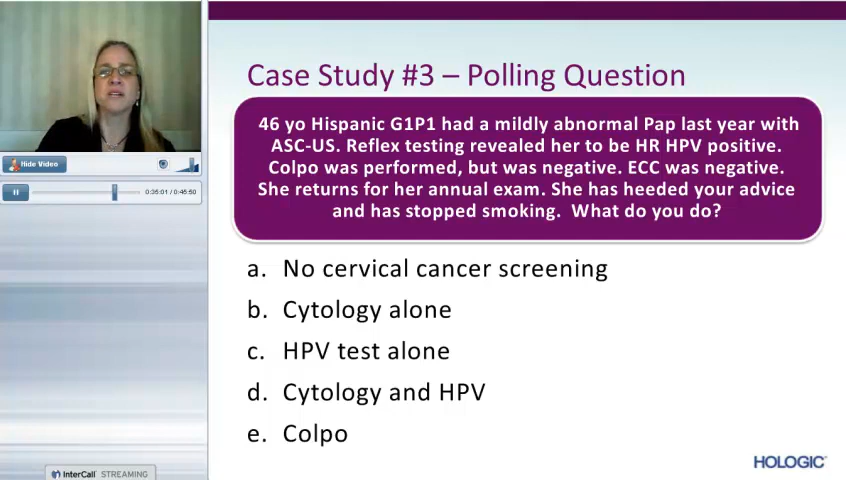 Case Study #3 – Polling Question
46 yo Hispanic G1P1 had a mildly abnormal Pap last year with
ASC-US. Reflex testing revealed her to be HR HPV positive.
Colpo was performed, but was negative. ECC was negative.
She returns for her annual exam. She has heeded your advice
and has stopped smoking. What do you do?
Hide Video
0:35:01 / 0:46:50
a. No cervical cancer screening
b. Cytology alone
c. HPV test alone
d. Cytology and HPV
e. Colpo
InterCall STREAMING
HOLOGIC